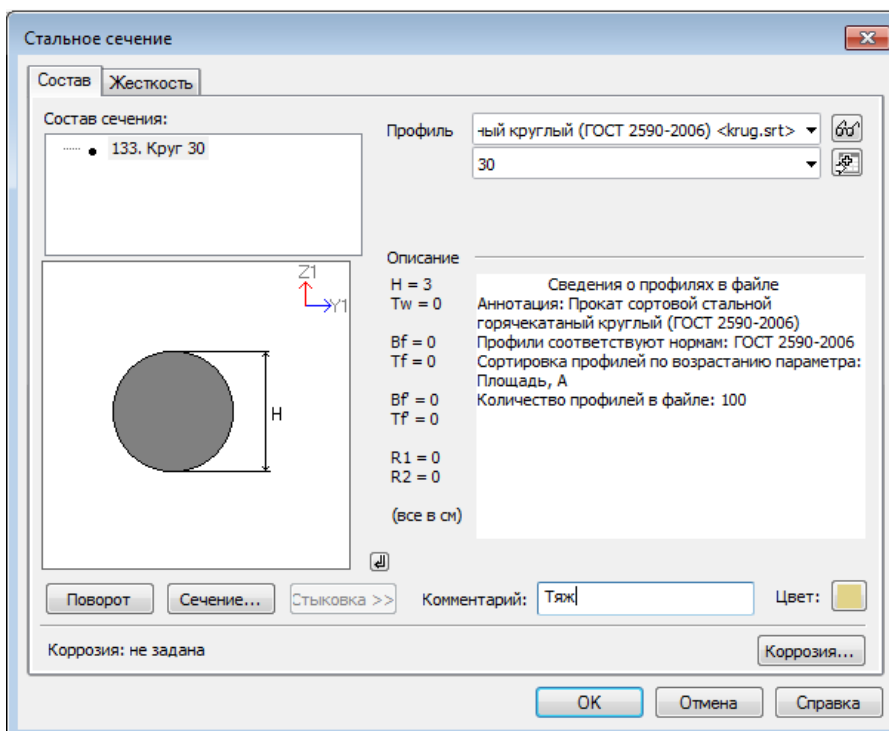 Стальное сечение
Состав
Жесткость
Состав сечения:
133. Круг 30
Профиль
ный круглый (ГОСТ 2590-2006) <krug.srt>
30
Z1
Y1
H
Описание
H = 3
Tw = 0
Bf = 0
Tf = 0
Bf' = 0
Tf' = 0
R1 = 0
R2 = 0
(все в см)
Сведения о профилях в файле
Аннотация: Прокат сортовой стальной
горячекатаный круглый (ГОСТ 2590-2006)
Профили соответствуют нормам: ГОСТ 2590-2006
Сортировка профилей по возрастанию параметра:
Площадь, A
Количество профилей в файле: 100
Поворот
Сечение...
Стыковка >>
Комментарий:
Тяж
Цвет:
Коррозия: не задана
Коррозия...
OK
Отмена
Справка